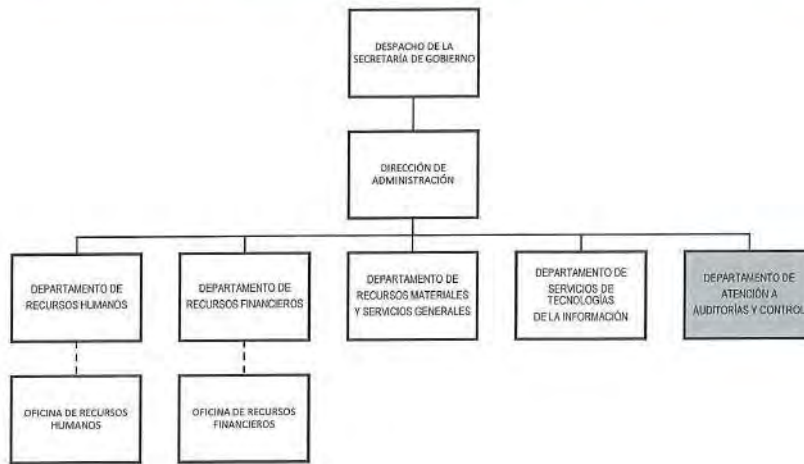 DESPACHO DE LA
SECRETARÍA DE GOBIERNO
DIRECCIÓN DE
ADMINISTRACIÓN
DEPARTAMENTO DE
RECURSOS HUMANOS
DEPARTAMENTO DE
RECURSOS FINANCIEROS
DEPARTAMENTO DE
RECURSOS MATERIALES
Y SERVICIOS GENERALES
DEPARTAMENTO DE
SERVICIOS DE
TECNOLOGÍAS
DE LA INFORMACIÓN
DEPARTAMENTO DE
ATENCIÓN A
AUDITORÍAS Y CONTROL
OFICINA DE RECURSOS
HUMANOS
OFICINA DE RECURSOS
FINANCIEROS